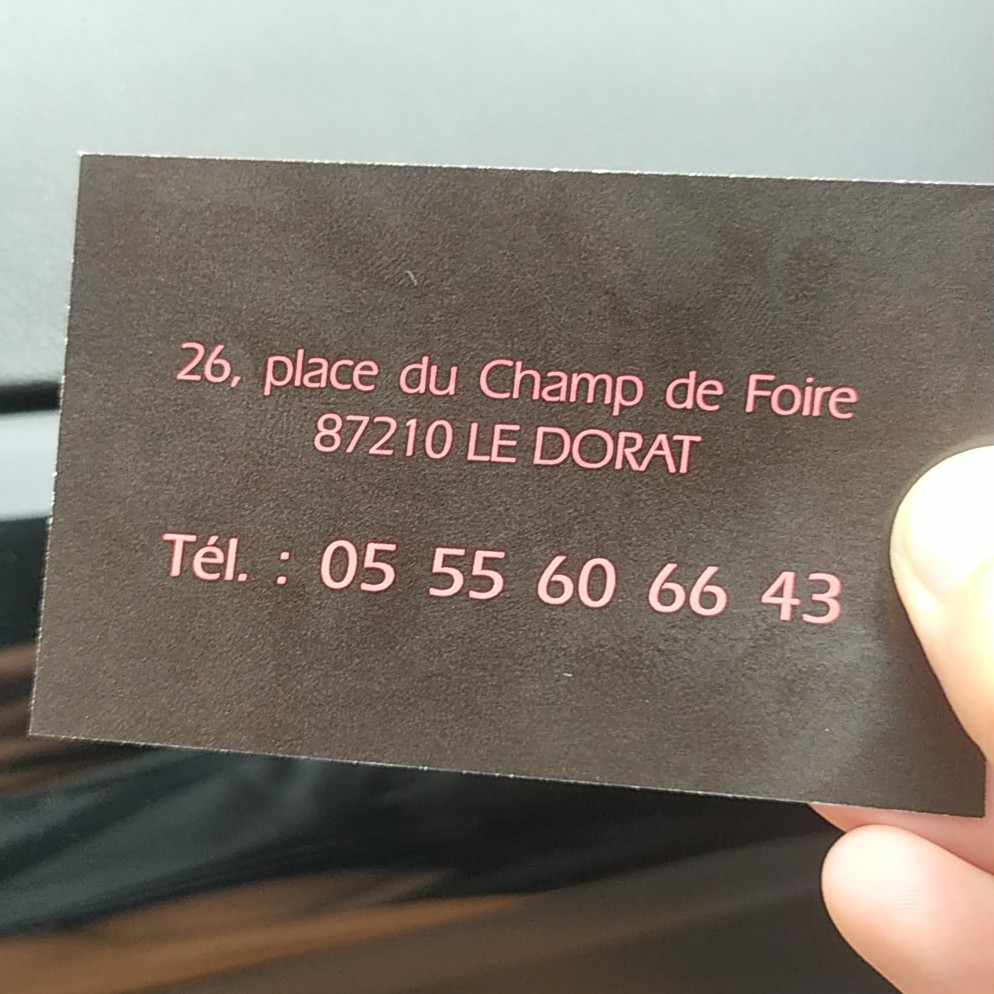 26, place du Champ de Foire
87210 LE DORAT
Tél. : 05 55 60 66 43